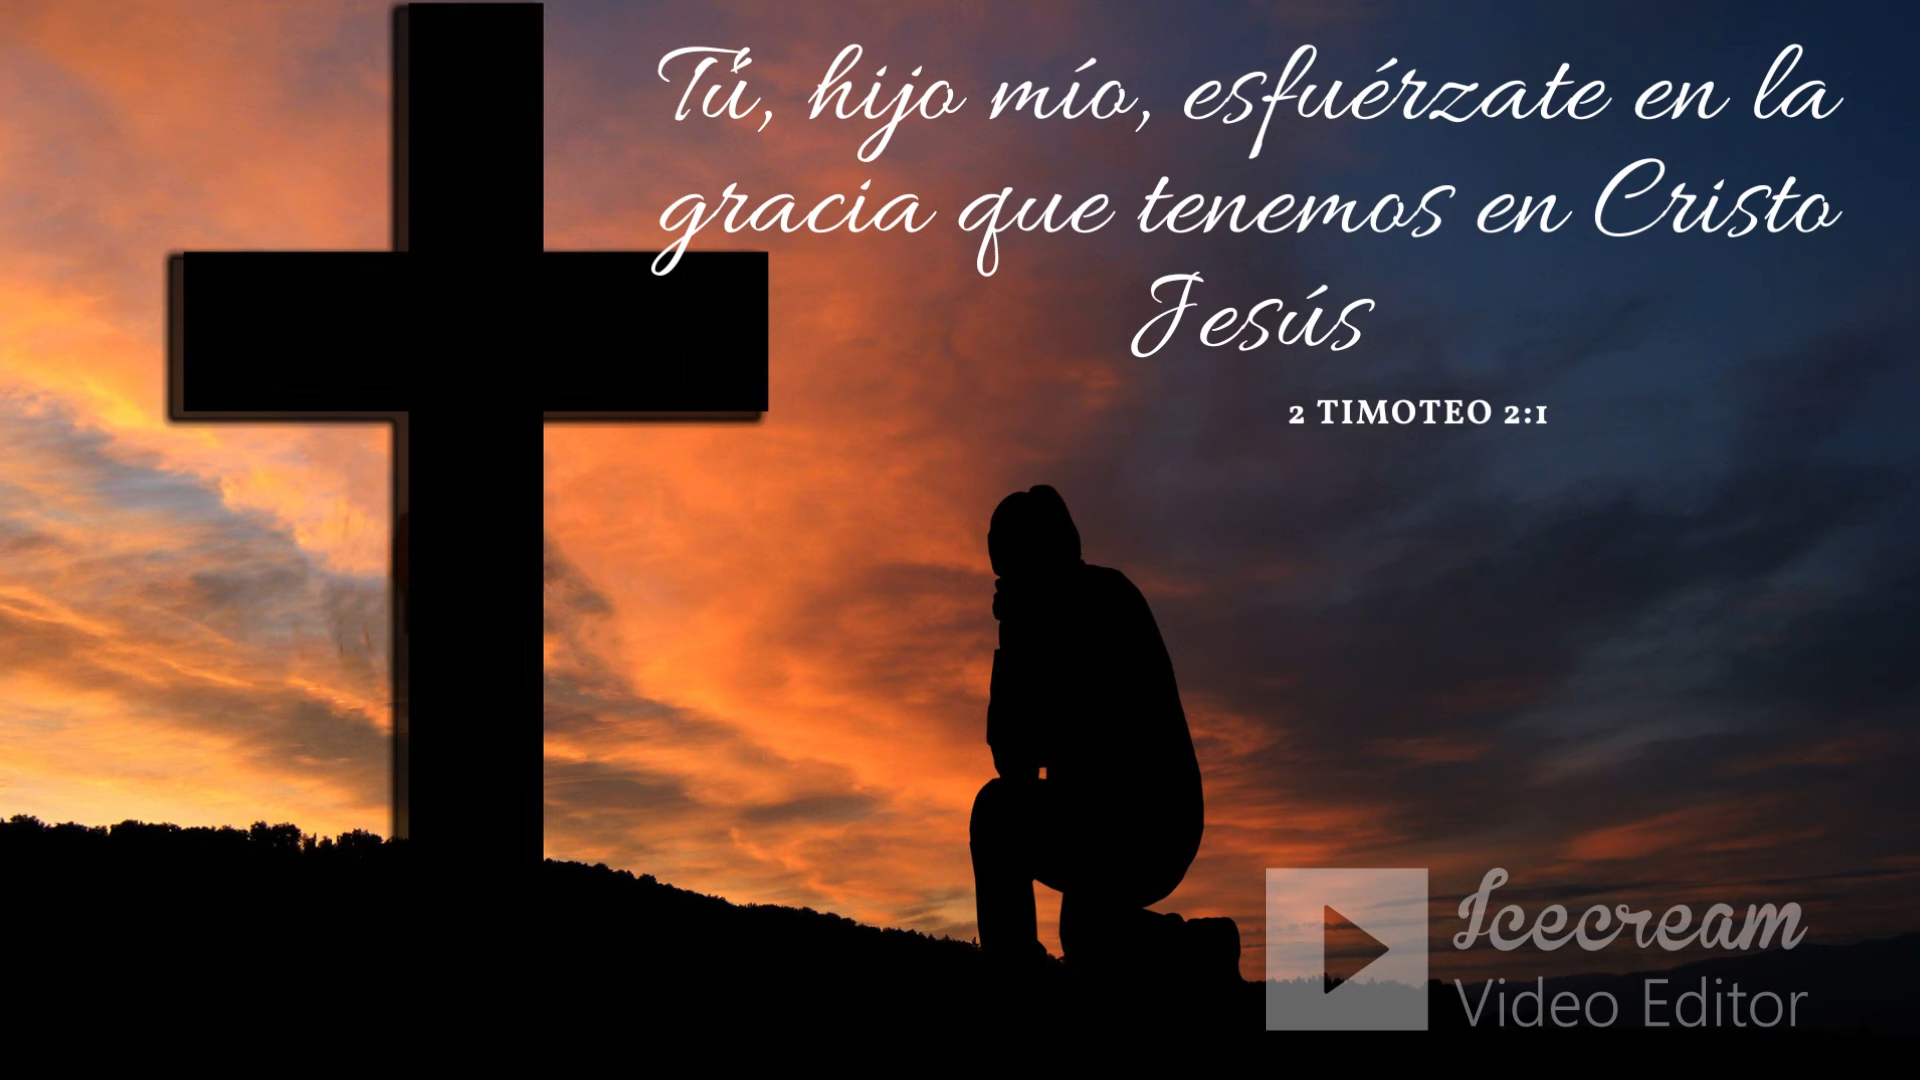 Tú, hijo mío, esfuérzate en la
gracia que tenemos en Cristo
Jesús
2 TIMOTEO 2:1
Icecream
Video Editor